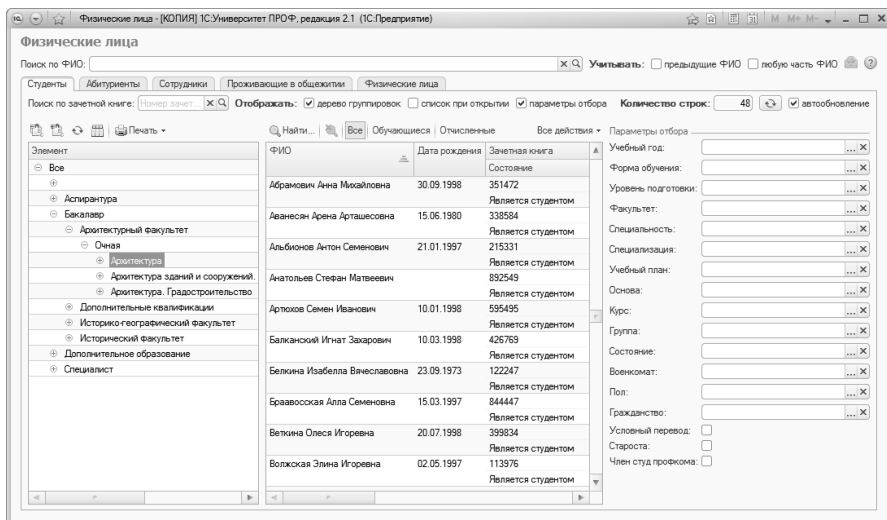 Физические лица - [КОПИЯ] 1С:Университет ПРОФ, редакция 2.1 (1С:Предприятие)
M M+ M-
Физические лица
Поиск по ФИО:
Учитывать: предыдущие ФИО любую часть ФИО
Студенты Абитуриенты Сотрудники Проживающие в общежитии Физические лица
Поиск по зачетной книге: Номер зачет... Отображать: дерево группировок список при открытии параметры отбора Количество строк: 48 автообновление
Печать Найти... Все Обучающиеся Отчисленные Все действия
Элемент
Все
Аспирантура
Бакалавр
Архитектурный факультет
Очная
Архитектура
Архитектура зданий и сооружений.
Архитектура. Градостроительство
Дополнительные квалификации
Историко-географический факультет
Исторический факультет
Дополнительное образование
Специалист
ФИО Дата рождения Зачетная книга
Состояние
Абрамович Анна Михайловна 30.09.1998 351472
Является студентом
Аванесян Арена Арташесовна 15.06.1980 338584
Является студентом
Альбионов Антон Семенович 21.01.1997 215331
Является студентом
Анатольев Стефан Матвеевич 892549
Является студентом
Артюхов Семен Иванович 10.01.1998 595495
Является студентом
Балканский Игнат Захарович 10.03.1998 426769
Является студентом
Белкина Изабелла Вячеславовна 23.09.1973 122247
Является студентом
Браавосская Алла Семеновна 15.03.1997 844447
Является студентом
Веткина Олеся Игоревна 20.07.1998 399834
Является студентом
Волжская Элина Игоревна 02.05.1997 113976
Является студентом
Параметры отбора
Учебный год:
Форма обучения:
Уровень подготовки:
Факультет:
Специальность:
Специализация:
Учебный план:
Основа:
Курс:
Группа:
Состояние:
Военкомат:
Пол:
Гражданство:
Условный перевод:
Староста:
Член студ профкома: